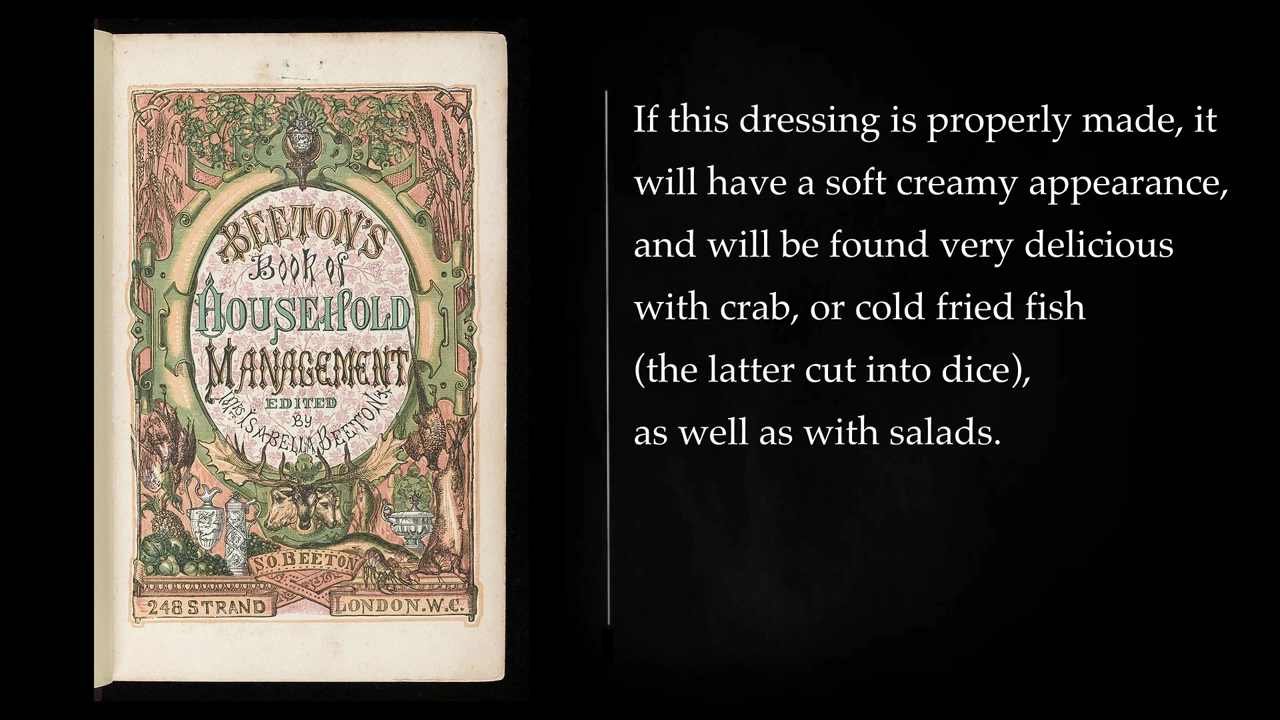 BEETON'S
Book of
HOUSEHOLD
MANAGEMENT
EDITED
BY
MRS ISABELLA BEETON
S.O. BEETON
248 STRAND
LONDON.W.C.
If this dressing is properly made, it
will have a soft creamy appearance,
and will be found very delicious
with crab, or cold fried fish
(the latter cut into dice),
as well as with salads.